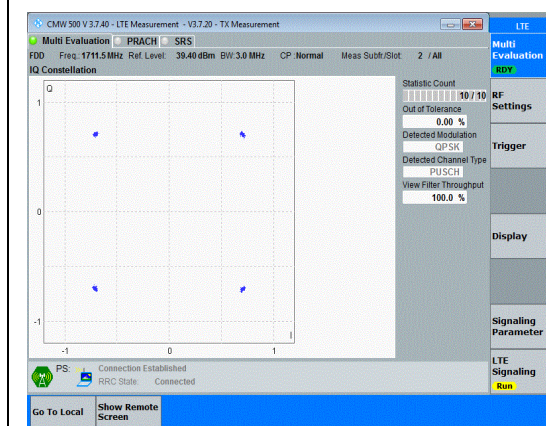 CMW 500 V 3.7.40 - LTE Measurement - V3.7.20 - TX Measurement
LTE
Multi Evaluation PRACH SRS
Multi Evaluation
RDY
FDD Freq.: 1711.5 MHz Ref. Level: 39.40 dBm BW: 3.0 MHz CP : Normal Meas Subfr./Slot: 2 / All
IQ Constellation
Q
1
0
-1
I
-1 0 1
Statistic Count
10 / 10
Out of Tolerance
0.00 %
Detected Modulation
QPSK
Detected Channel Type
PUSCH
View Filter Throughput
100.0 %
RF Settings
Trigger
Display
Signaling Parameter
LTE Signaling
Run
PS: Connection Established
RRC State Connected
Go To Local
Show Remote Screen